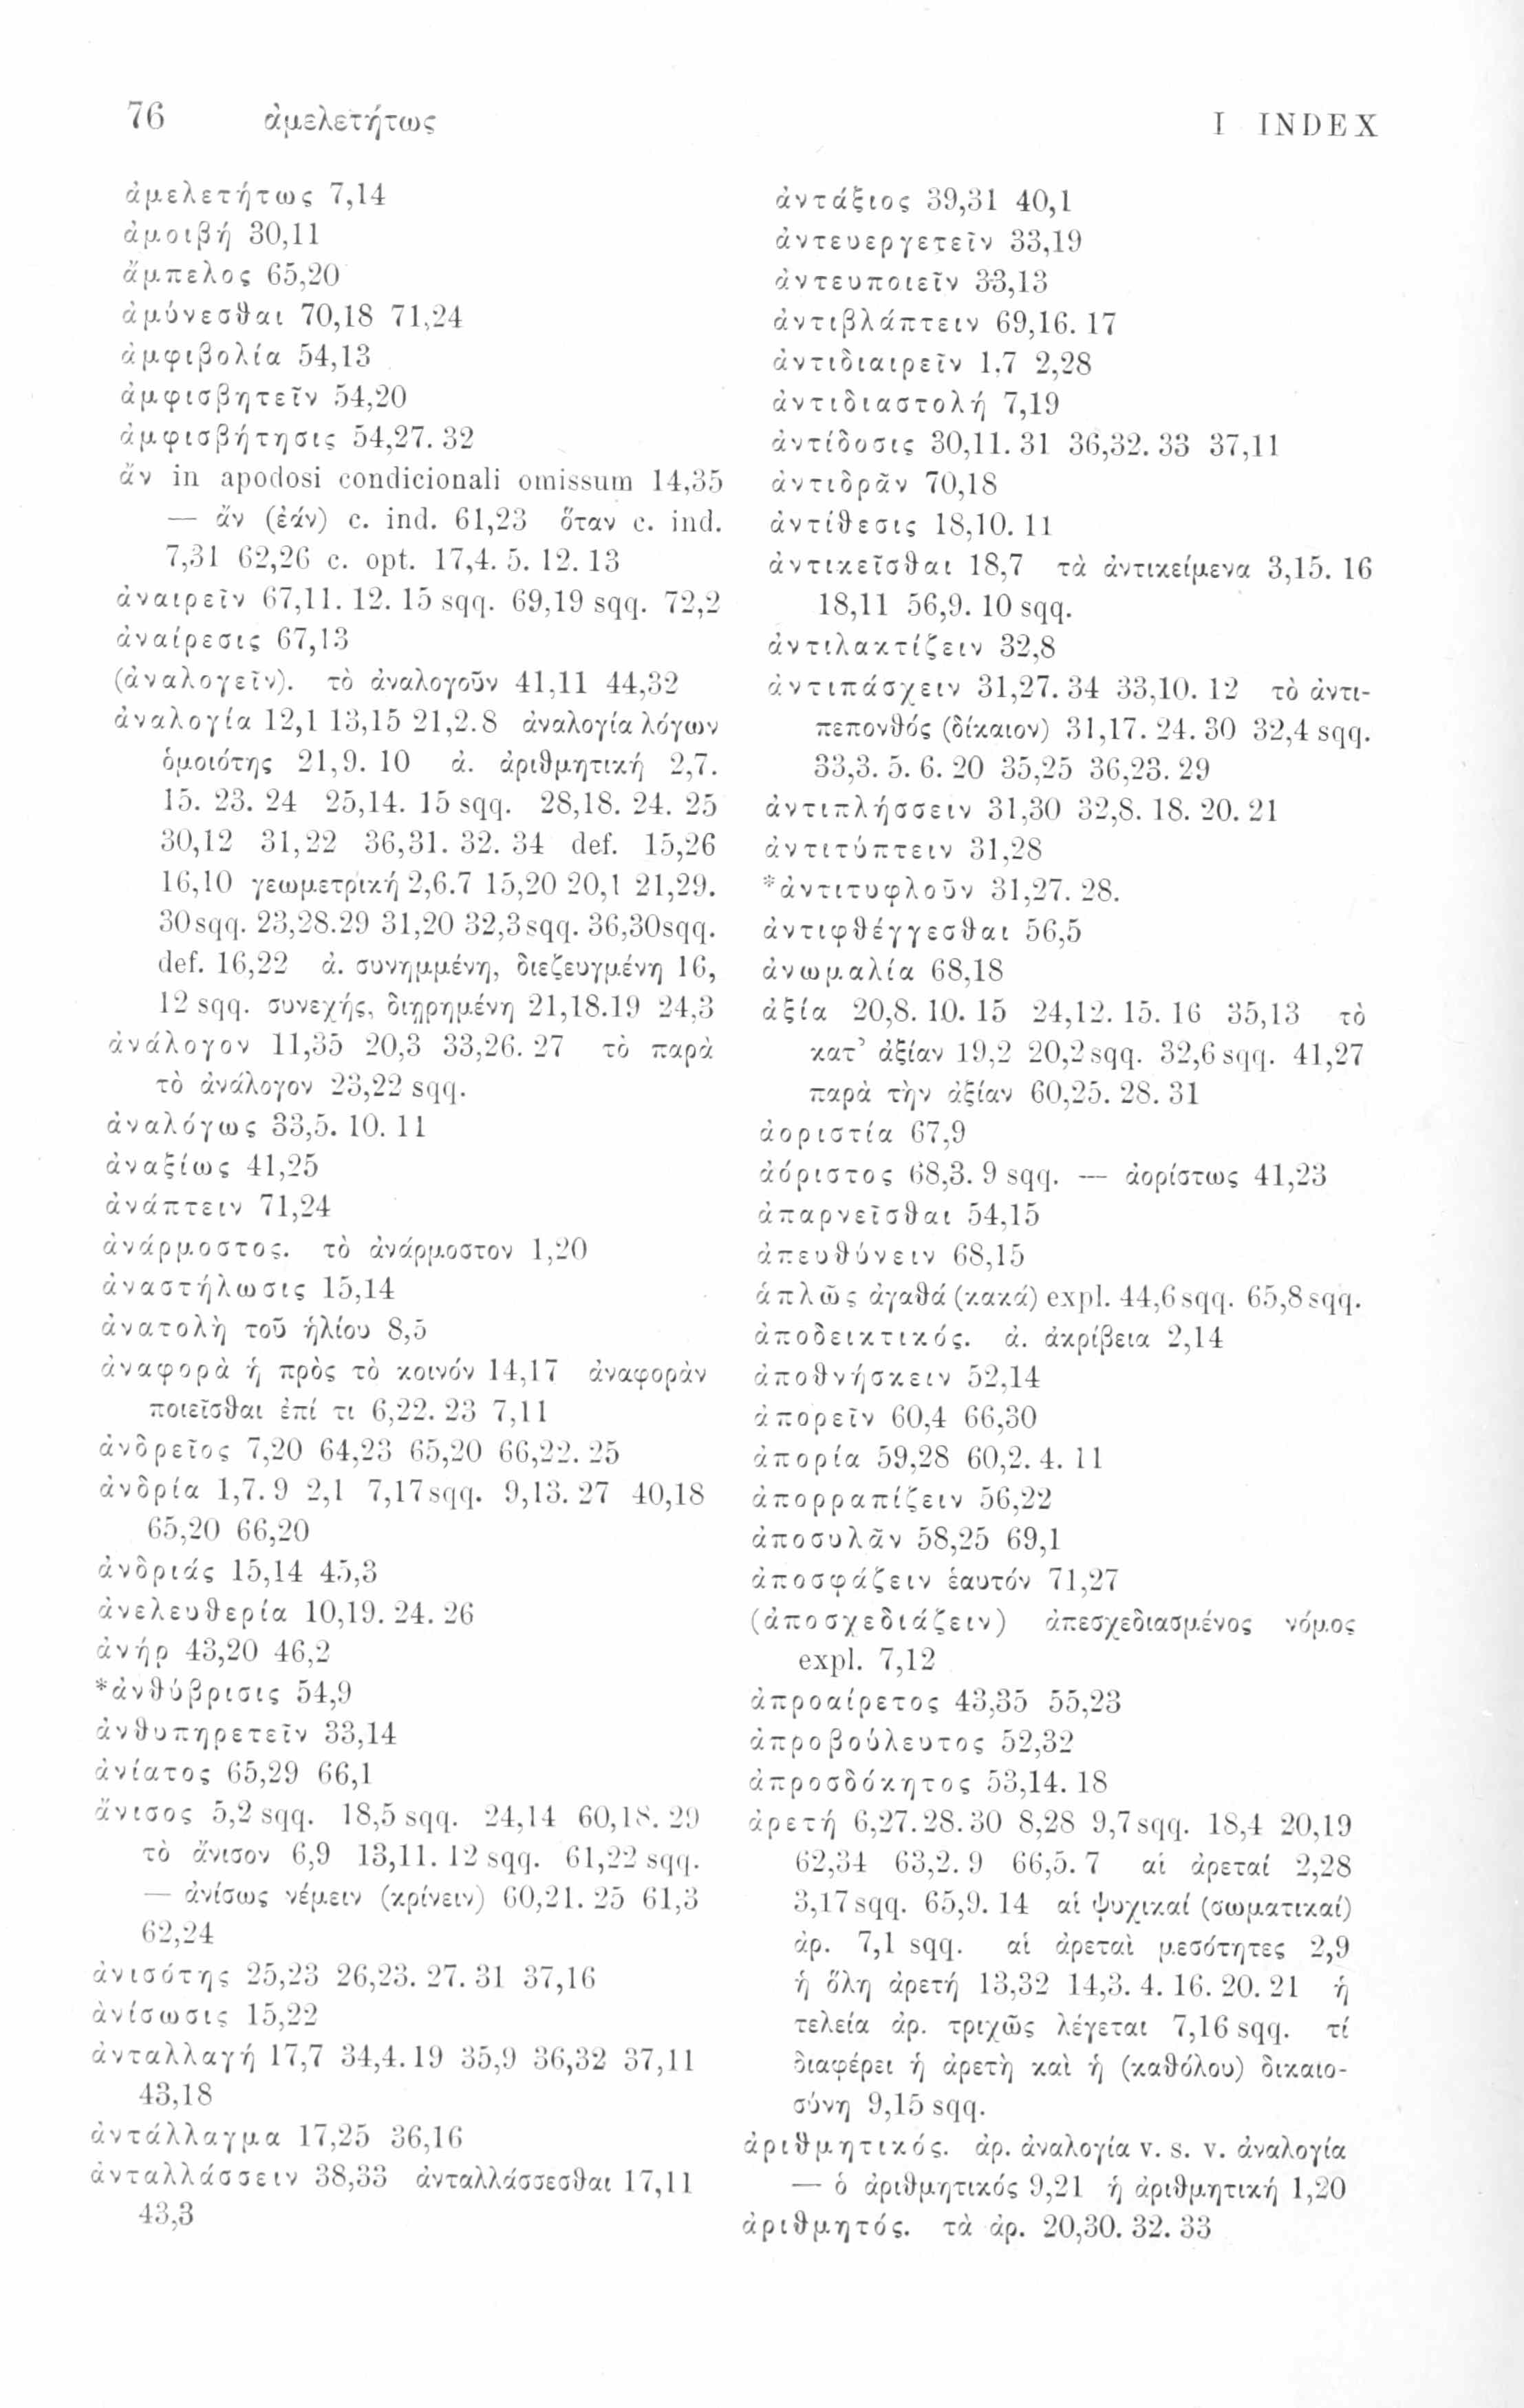 76 ἀμελετήτως I INDEX
ἀμελετήτως 7,14
ἀμοιβή 30,11
ἄμπελος 65,20
ἀμύνεσθαι 70,18 71,24
ἀμφιβολία 54,13
ἀμφισβητεῖν 54,20
ἀμφισβήτησις 54,27. 32
ἄν in apodosi condicionali omissum 14,35
— ἄν (ἐάν) c. ind. 61,23 ὅταν c. ind.
7,31 62,26 c. opt. 17,4. 5. 12. 13
ἀναιρεῖν 67,11. 12. 15 sqq. 69,19 sqq. 72,2
ἀναίρεσις 67,13
(ἀναλογεῖν). τὸ ἀναλογοῦν 41,11 44,32
ἀναλογία 12,1 13,15 21,2.8 ἀναλογία λόγων
ὁμοιότης 21,9. 10 ἀ. ἀριθμητική 2,7.
15. 23. 24 25,14. 15 sqq. 28,18. 24. 25
30,12 31,22 36,31. 32. 34 def. 15,26
16,10 γεωμετρική 2,6.7 15,20 20,1 21,29.
30 sqq. 23,28.29 31,20 32,3 sqq. 36,30 sqq.
def. 16,22 ἀ. συνημμένη, διεζευγμένη 16,
12 sqq. συνεχής, διῃρημένη 21,18.19 24,3
ἀνάλογον 11,35 20,3 33,26. 27 τὸ παρὰ
τὸ ἀνάλογον 23,22 sqq.
ἀναλόγως 33,5. 10. 11
ἀναξίως 41,25
ἀνάπτειν 71,24
ἀνάρμοστος. τὸ ἀνάρμοστον 1,20
ἀναστήλωσις 15,14
ἀνατολὴ τοῦ ἡλίου 8,5
ἀναφορὰ ἡ πρὸς τὸ κοινόν 14,17 ἀναφορὰν
ποιεῖσθαι ἐπί τι 6,22. 23 7,11
ἀνδρεῖος 7,20 64,23 65,20 66,22. 25
ἀνδρία 1,7. 9 2,1 7,17 sqq. 9,13. 27 40,18
65,20 66,20
ἀνδριάς 15,14 45,3
ἀνελευθερία 10,19. 24. 26
ἀνήρ 43,20 46,2
*ἀνθύβρισις 54,9
ἀνθυπηρετεῖν 33,14
ἀνίατος 65,29 66,1
ἄνισος 5,2 sqq. 18,5 sqq. 24,14 60,18. 29
τὸ ἄνισον 6,9 13,11. 12 sqq. 61,22 sqq.
— ἀνίσως νέμειν (κρίνειν) 60,21. 25 61,3
62,24
ἀνισότης 25,23 26,23. 27. 31 37,16
ἀνίσωσις 15,22
ἀνταλλαγή 17,7 34,4. 19 35,9 36,32 37,11
43,18
ἀντάλλαγμα 17,25 36,16
ἀνταλλάσσειν 38,33 ἀνταλλάσσεσθαι 17,11
43,3
ἀντάξιος 39,31 40,1
ἀντευεργετεῖν 33,19
ἀντευποιεῖν 33,13
ἀντιβλάπτειν 69,16. 17
ἀντιδιαιρεῖν 1,7 2,28
ἀντιδιαστολή 7,19
ἀντίδοσις 30,11. 31 36,32. 33 37,11
ἀντιδρᾶν 70,18
ἀντίθεσις 18,10. 11
ἀντικεῖσθαι 18,7 τὰ ἀντικείμενα 3,15. 16
18,11 56,9. 10 sqq.
ἀντιλακτίζειν 32,8
ἀντιπάσχειν 31,27. 34 33,10. 12 τὸ ἀντι-
πεπονθός (δίκαιον) 31,17. 24. 30 32,4 sqq.
33,3. 5. 6. 20 35,25 36,23. 29
ἀντιπλήσσειν 31,30 32,8. 18. 20. 21
ἀντιτύπτειν 31,28
*ἀντιτυφλοῦν 31,27. 28.
ἀντιφθέγγεσθαι 56,5
ἀνωμαλία 68,18
ἀξία 20,8. 10. 15 24,12. 15. 16 35,13 τὸ
κατ’ ἀξίαν 19,2 20,2 sqq. 32,6 sqq. 41,27
παρὰ τὴν ἀξίαν 60,25. 28. 31
ἀοριστία 67,9
ἀόριστος 68,3. 9 sqq. — ἀορίστως 41,23
ἀπαρνεῖσθαι 54,15
ἀπευθύνειν 68,15
ἁπλῶς ἀγαθά (κακά) expl. 44,6 sqq. 65,8 sqq.
ἀποδεικτικός. ἀ. ἀκρίβεια 2,14
ἀποθνήσκειν 52,14
ἀπορεῖν 60,4 66,30
ἀπορία 59,28 60,2. 4. 11
ἀπορραπίζειν 56,22
ἀποσυλᾶν 58,25 69,1
ἀποσφάζειν ἑαυτόν 71,27
(ἀποσχεδιάζειν) ἀπεσχεδιασμένος νόμος
expl. 7,12
ἀπροαίρετος 43,35 55,23
ἀπροβούλευτος 52,32
ἀπροσδόκητος 53,14. 18
ἀρετή 6,27. 28. 30 8,28 9,7 sqq. 18,4 20,19
62,34 63,2. 9 66,5. 7 αἱ ἀρεταί 2,28
3,17 sqq. 65,9. 14 αἱ ψυχικαί (σωματικαί)
ἀρ. 7,1 sqq. αἱ ἀρεταὶ μεσότητες 2,9
ἡ ὅλη ἀρετή 13,32 14,3. 4. 16. 20. 21 ἡ
τελεία ἀρ. τριχῶς λέγεται 7,16 sqq. τί
διαφέρει ἡ ἀρετὴ καὶ ἡ (καθόλου) δικαιο-
σύνη 9,15 sqq.
ἀριθμητικός. ἀρ. ἀναλογία v. s. v. ἀναλογία
— ὁ ἀριθμητικός 9,21 ἡ ἀριθμητική 1,20
ἀριθμητός. τὰ ἀρ. 20,30. 32. 33